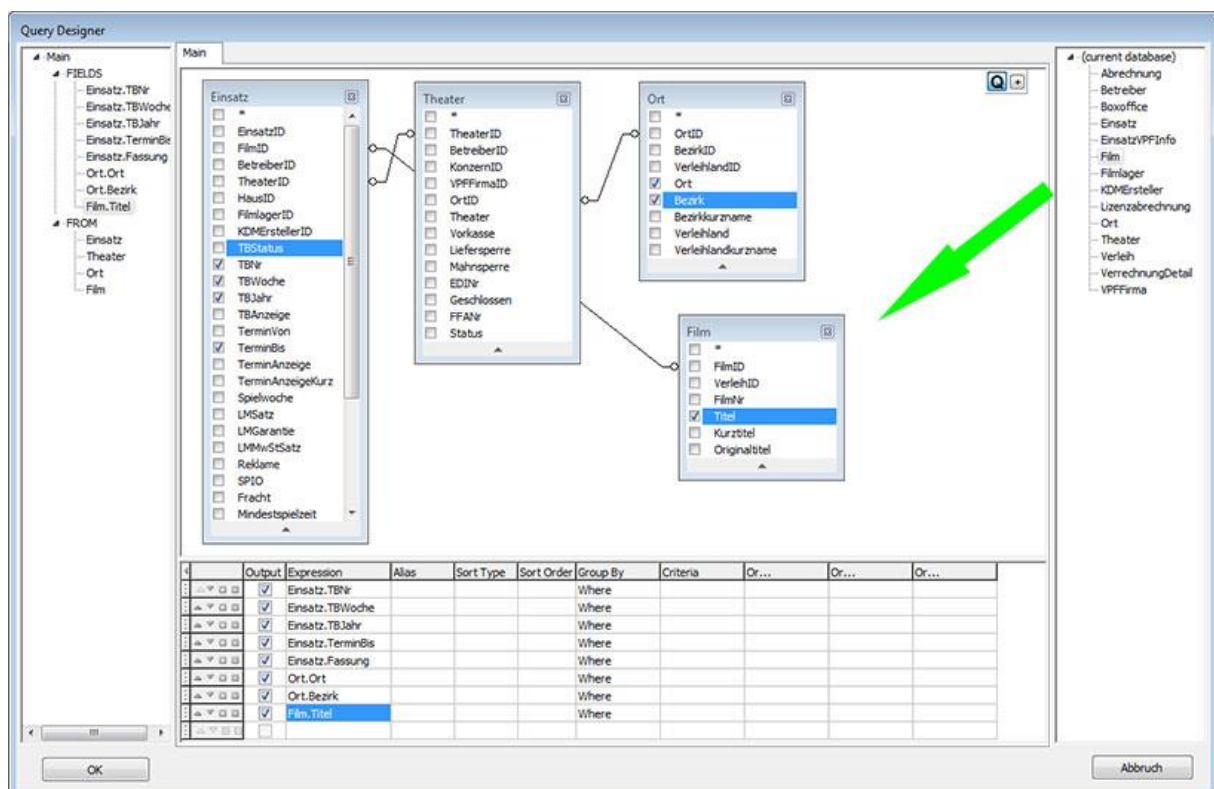 Query Designer
Main
FIELDS
Einsatz.TBNr
Einsatz.TBWoche
Einsatz.TBJahr
Einsatz.TerminBis
Einsatz.Fassung
Ort.Ort
Ort.Bezirk
Film.Titel
FROM
Einsatz
Theater
Ort
Film
Main
Einsatz
*
EinsatzID
FilmID
BetreiberID
TheaterID
HausID
FilmlagerID
KDMErstellerID
TBStatus
TBNr
TBWoche
TBJahr
TBAnzeige
TerminVon
TerminBis
TerminAnzeige
TerminAnzeigeKurz
Spielwoche
LMSatz
LMGarantie
LMMwStSatz
Reklame
SPIO
Fracht
Mindestspielzeit
Theater
*
TheaterID
BetreiberID
KonzernID
VPFFirmaID
OrtID
Theater
Vorkasse
Liefersperre
Mahnsperre
EDINr
Geschlossen
FFANr
Status
Ort
*
OrtID
BezirkID
VerleihlandID
Ort
Bezirk
Bezirkkurzname
Verleihland
Verleihlandkurzname
Film
*
FilmID
VerleihID
FilmNr
Titel
Kurztitel
Originaltitel
Q +
(current database)
Abrechnung
Betreiber
Boxoffice
Einsatz
EinsatzVPFInfo
Film
Filmlager
KDMErsteller
Lizenzabrechnung
Ort
Theater
Verleih
VerrechnungDetail
VPFFirma
Output Expression Alias Sort Type Sort Order Group By Criteria Or... Or... Or...
Einsatz.TBNr Where
Einsatz.TBWoche Where
Einsatz.TBJahr Where
Einsatz.TerminBis Where
Einsatz.Fassung Where
Ort.Ort Where
Ort.Bezirk Where
Film.Titel Where
OK
Abbruch